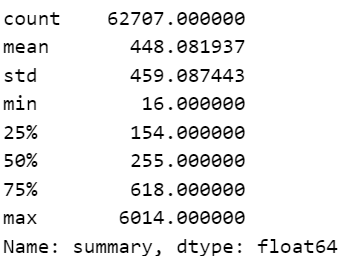 count    62707.000000
mean       448.081937
std        459.087443
min         16.000000
25%        154.000000
50%        255.000000
75%        618.000000
max       6014.000000
Name: summary, dtype: float64